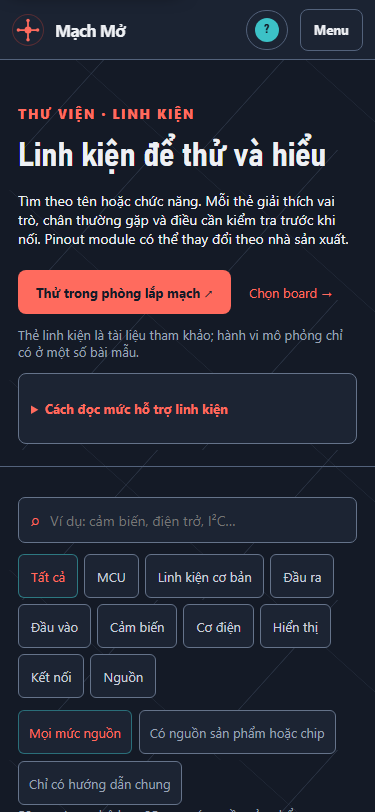 Mạch Mở
?
Menu
THƯ VIỆN · LINH KIỆN
Linh kiện để thử và hiểu
Tìm theo tên hoặc chức năng. Mỗi thẻ giải thích vai
trò, chân thường gặp và điều cần kiểm tra trước khi
nối. Pinout module có thể thay đổi theo nhà sản xuất.
Thử trong phòng lắp mạch ↗
Chọn board →
Thẻ linh kiện là tài liệu tham khảo; hành vi mô phỏng chỉ
có ở một số bài mẫu.
▶ Cách đọc mức hỗ trợ linh kiện
Ví dụ: cảm biến, điện trở, I²C...
Tất cả
MCU
Linh kiện cơ bản
Đầu ra
Đầu vào
Cảm biến
Cơ điện
Hiển thị
Kết nối
Nguồn
Mọi mức nguồn
Có nguồn sản phẩm hoặc chip
Chỉ có hướng dẫn chung